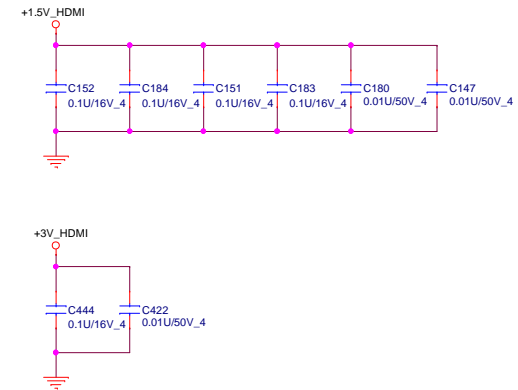 +1.5V_HDMI
C152 C184 C151 C183 C180 C147
0.1U/16V_4 0.1U/16V_4 0.1U/16V_4 0.1U/16V_4 0.01U/50V_4 0.01U/50V_4
+3V_HDMI
C444 C422
0.1U/16V_4 0.01U/50V_4